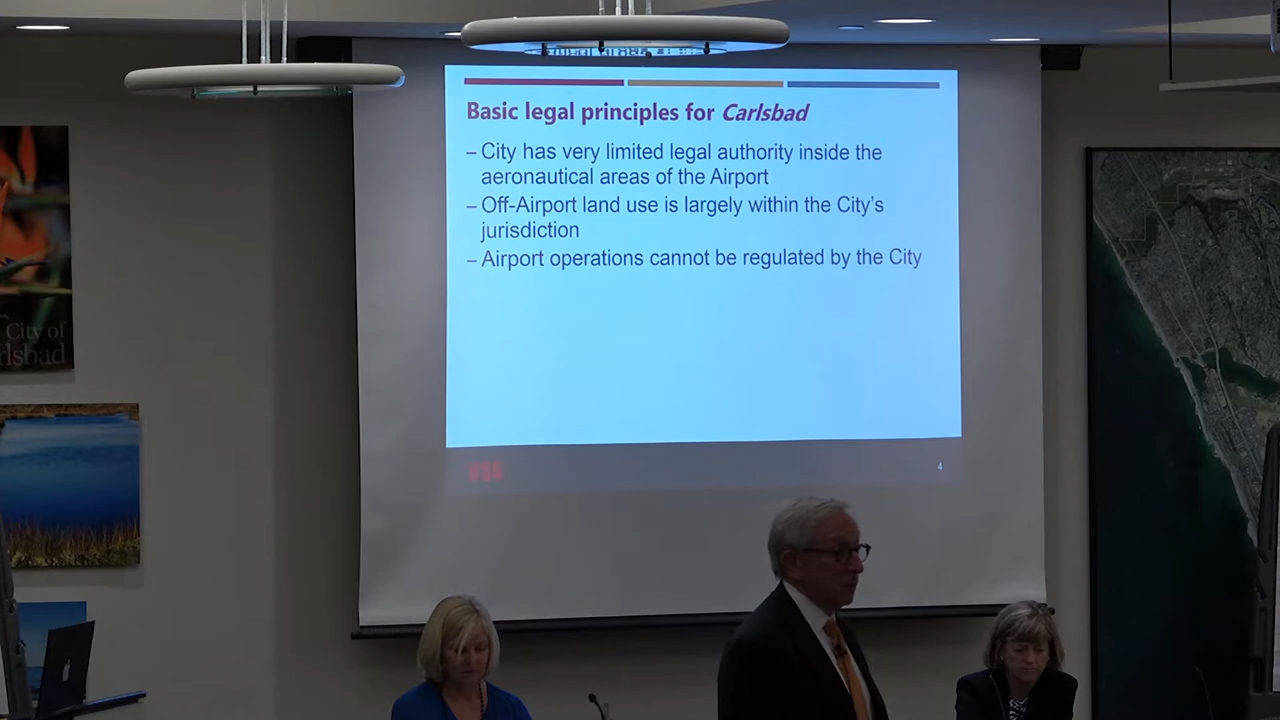 Basic legal principles for Carlsbad
– City has very limited legal authority inside the
aeronautical areas of the Airport
– Off-Airport land use is largely within the City's
jurisdiction
– Airport operations cannot be regulated by the City
4
City of
rlsbad